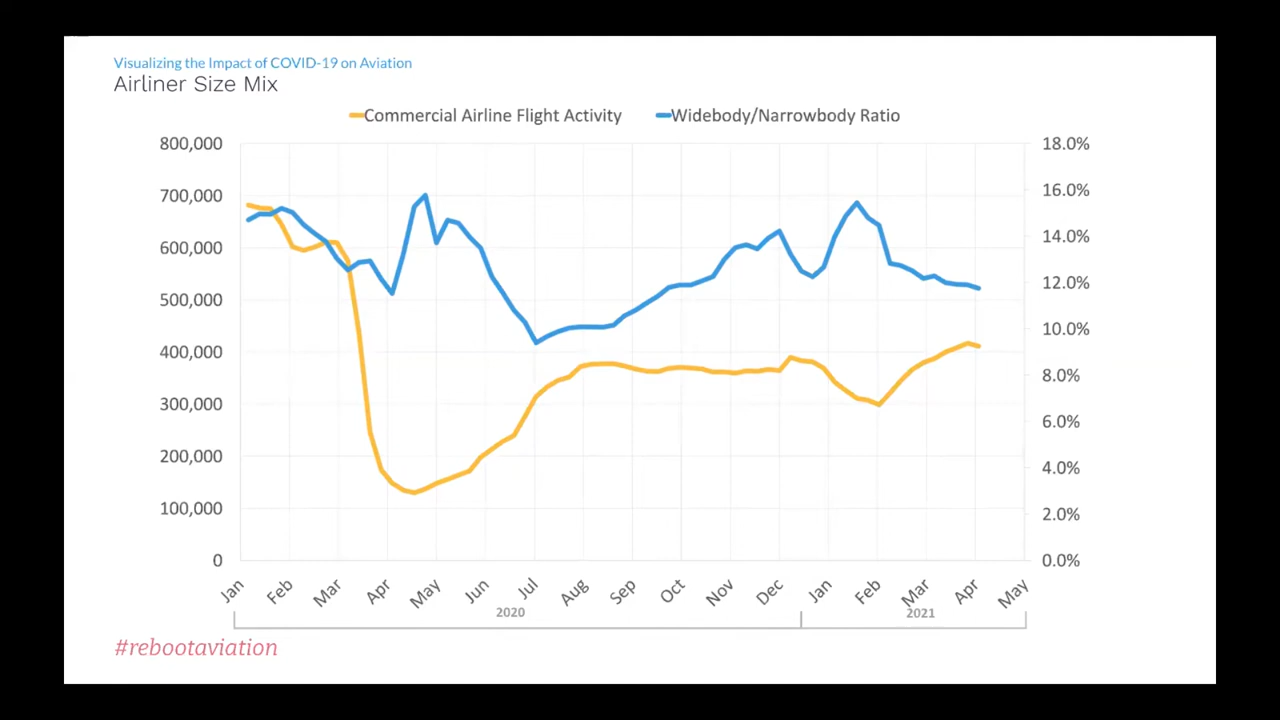 Visualizing the Impact of COVID-19 on Aviation
Airliner Size Mix
Commercial Airline Flight Activity Widebody/Narrowbody Ratio
800,000 18.0%
700,000 16.0%
600,000 14.0%
500,000 12.0%
400,000 10.0%
300,000 8.0%
200,000 6.0%
100,000 4.0%
0 2.0%
0.0%
Jan Feb Mar Apr May Jun Jul Aug Sep Oct Nov Dec Jan Feb Mar Apr May
2020 2021
#rebootaviation